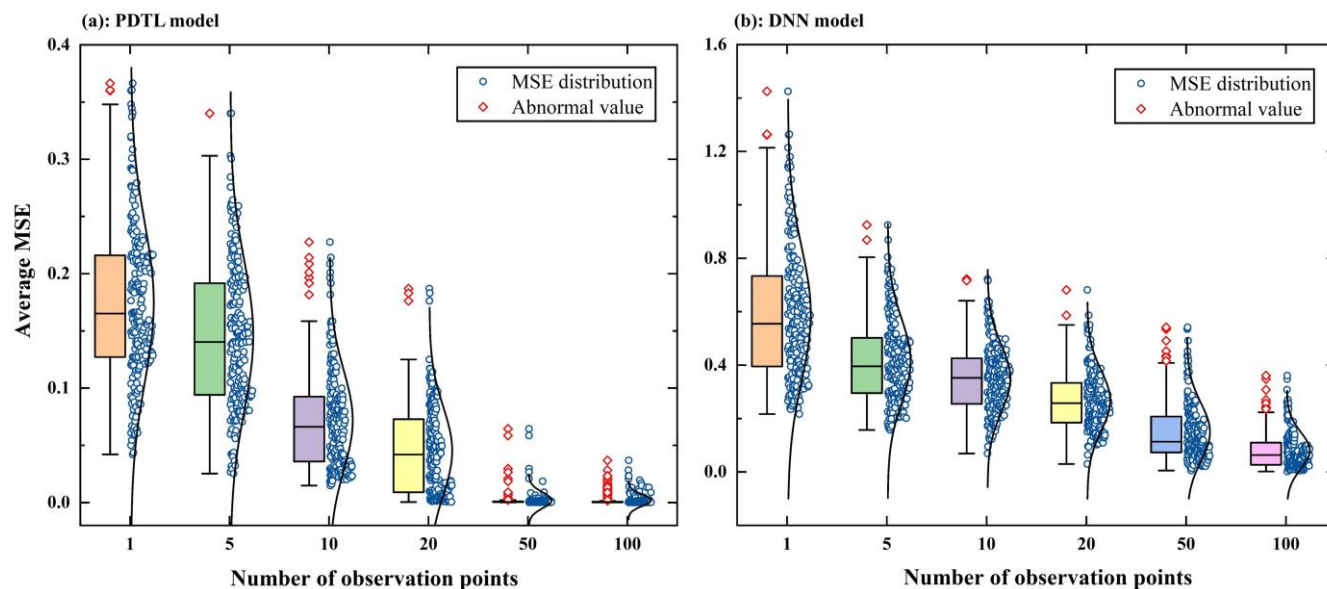 (a): PDTL model
0.4
0.3
0.2
0.1
0.0
Average MSE
MSE distribution
Abnormal value
1 5 10 20 50 100
Number of observation points
(b): DNN model
1.6
1.2
0.8
0.4
0.0
MSE distribution
Abnormal value
1 5 10 20 50 100
Number of observation points